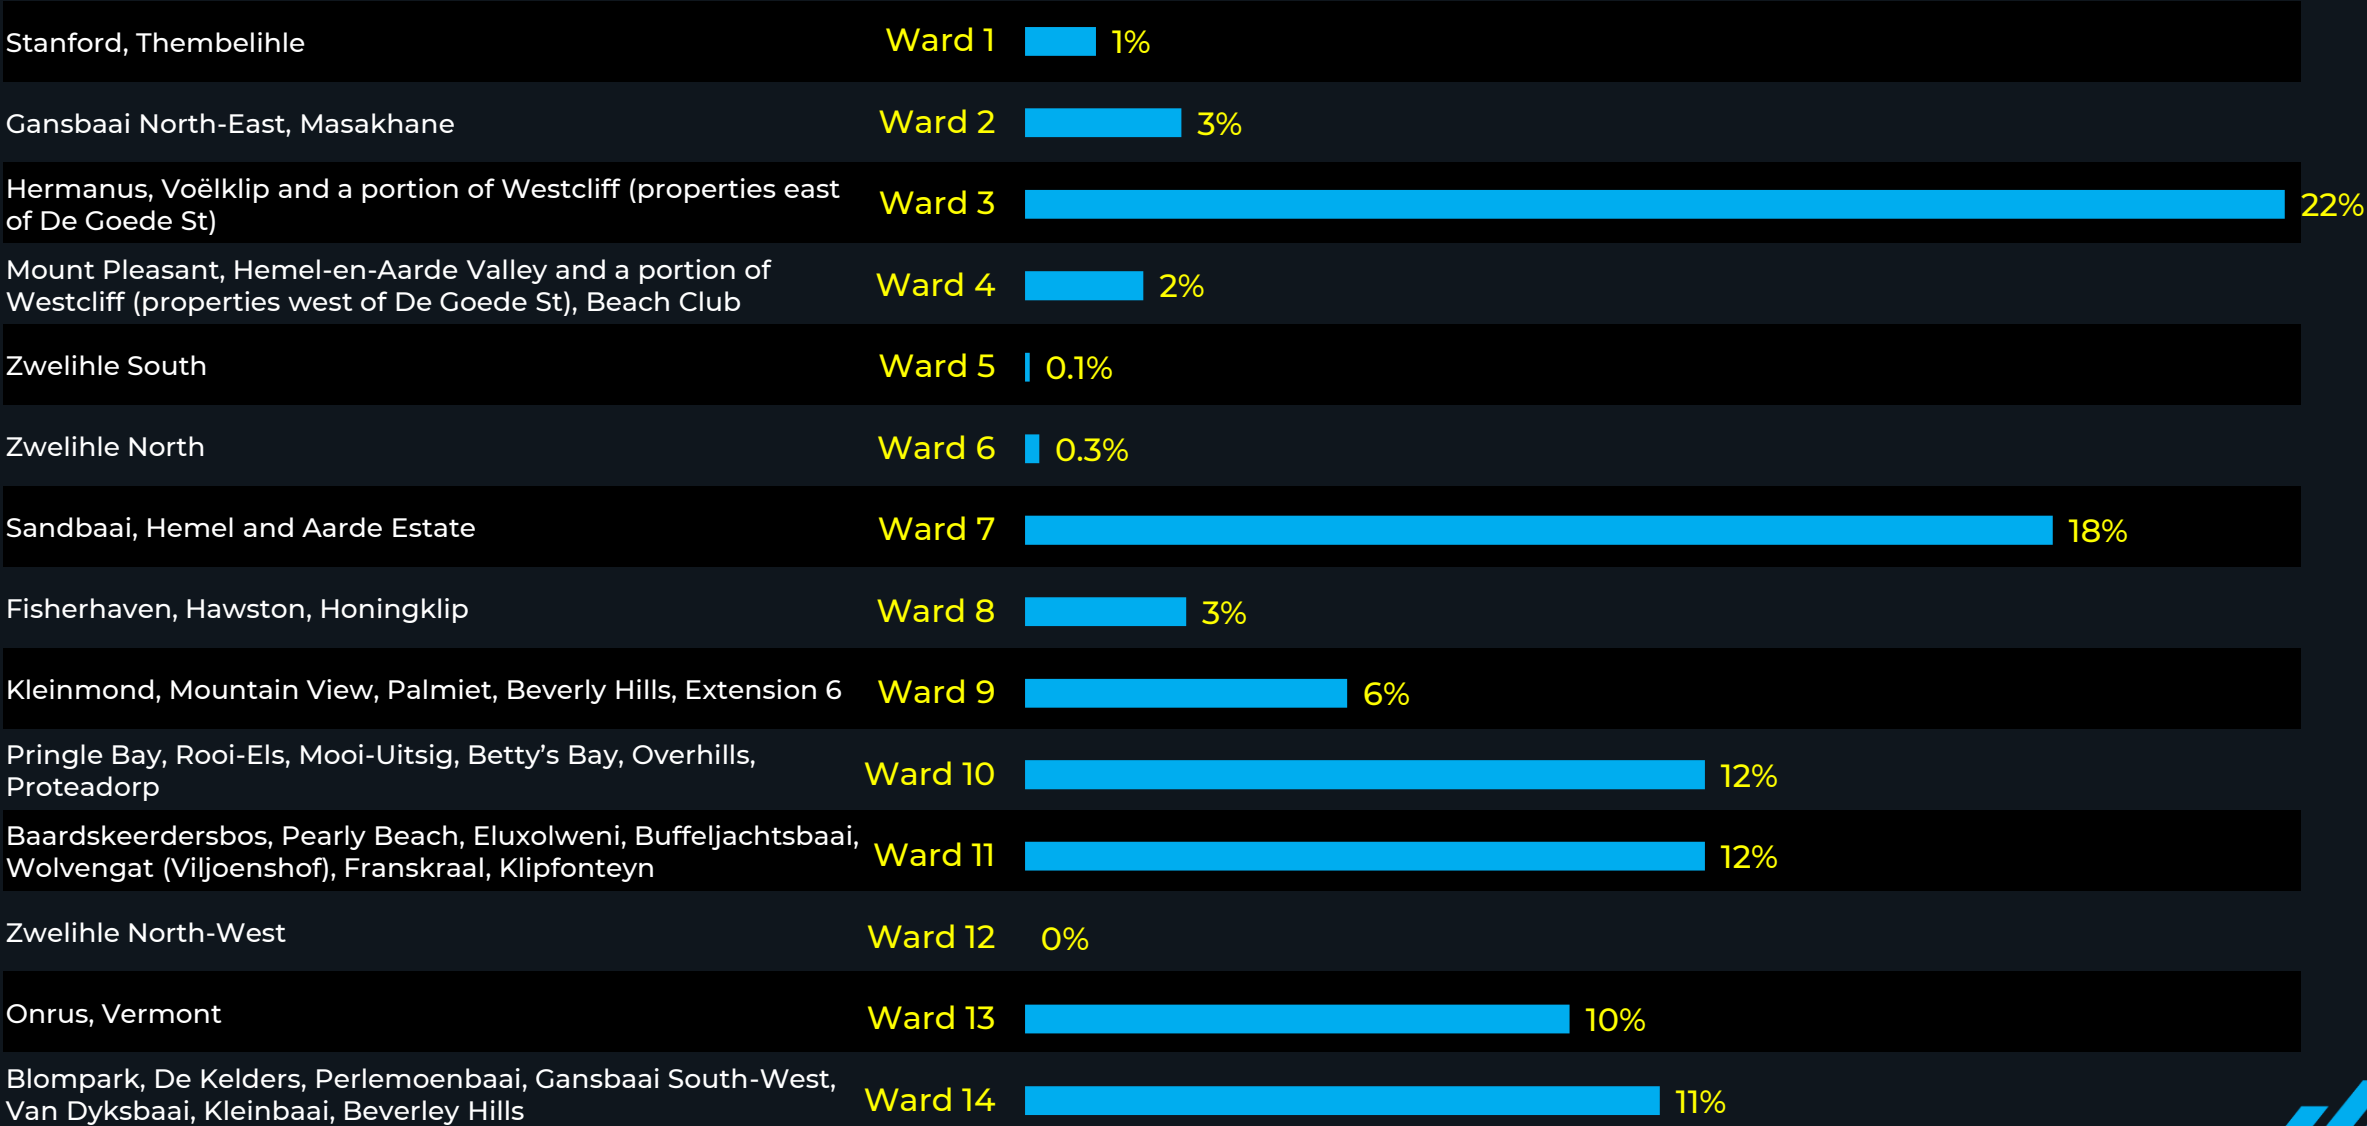 Stanford, Thembelihle Ward 1 1%
Gansbaai North-East, Masakhane Ward 2 3%
Hermanus, Voëlklip and a portion of Westcliff (properties east
of De Goede St) Ward 3 22%
Mount Pleasant, Hemel-en-Aarde Valley and a portion of
Westcliff (properties west of De Goede St), Beach Club Ward 4 2%
Zwelihle South Ward 5 0.1%
Zwelihle North Ward 6 0.3%
Sandbaai, Hemel and Aarde Estate Ward 7 18%
Fisherhaven, Hawston, Honingklip Ward 8 3%
Kleinmond, Mountain View, Palmiet, Beverly Hills, Extension 6 Ward 9 6%
Pringle Bay, Rooi-Els, Mooi-Uitsig, Betty’s Bay, Overhills,
Proteadorp Ward 10 12%
Baardskeerdersbos, Pearly Beach, Eluxolweni, Buffeljachtsbaai,
Wolvengat (Viljoenshof), Franskraal, Klipfonteyn Ward 11 12%
Zwelihle North-West Ward 12 0%
Onrus, Vermont Ward 13 10%
Blompark, De Kelders, Perlemoenbaai, Gansbaai South-West,
Van Dyksbaai, Kleinbaai, Beverley Hills Ward 14 11%